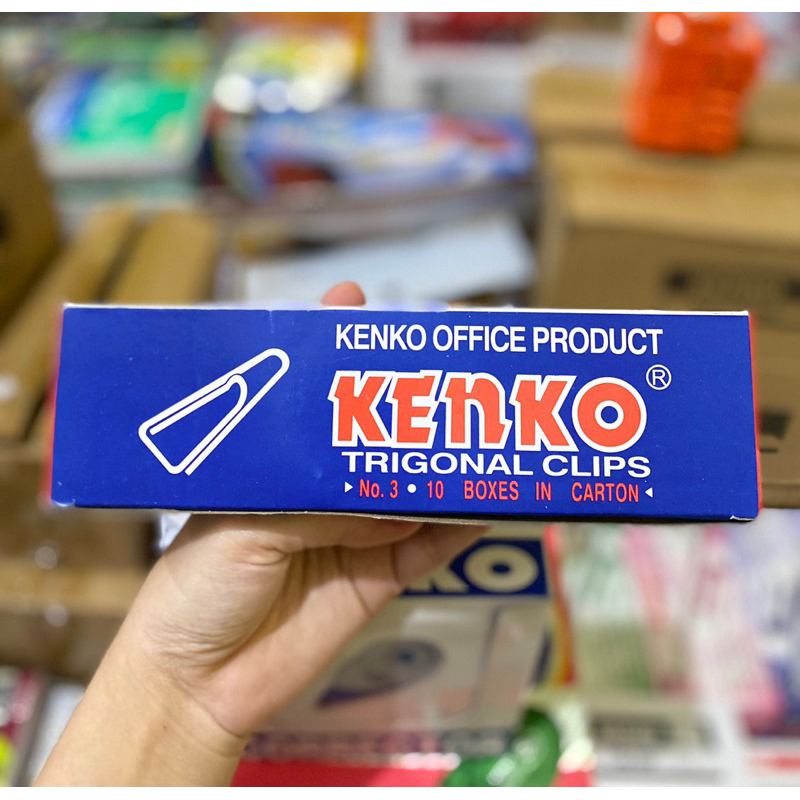 KENKO OFFICE PRODUCT
KENKO®
TRIGONAL CLIPS
▶ No. 3 • 10 BOXES IN CARTON ◀